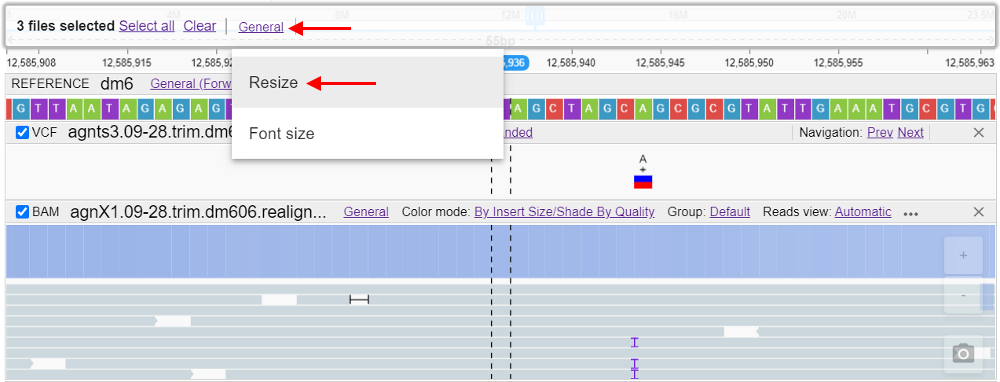 4M 8M 12M 16M 20M 23.5M
3 files selected Select all Clear General
55bp
12,585,908 12,585,915 12,585,920 ,936 12,585,940 12,585,945 12,585,950 12,585,955 12,585,963
REFERENCE dm6 General (Forw
Resize
G T T A A T A G A G A G A G C T A G C A G C G C G T A T T G A A A T G C G T G
VCF agnts3.09-28.trim.dm6 nded Navigation: Prev Next
Font size
A
+
BAM agnX1.09-28.trim.dm606.realign... General Color mode: By Insert Size/Shade By Quality Group: Default Reads view: Automatic •••
+
-